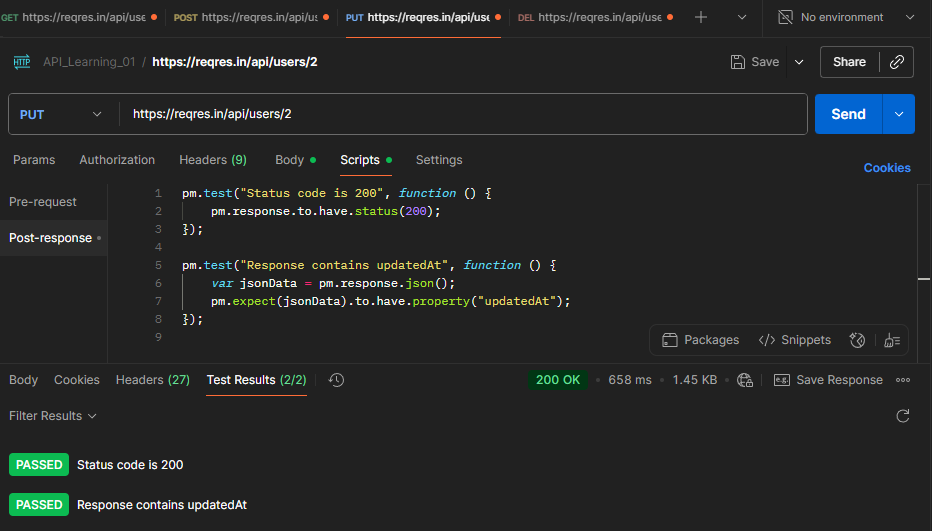 GET https://reqres.in/api/use POST https://reqres.in/api/us PUT https://reqres.in/api/use DEL https://reqres.in/api/use No environment
HTTP API_Learning_01 / https://reqres.in/api/users/2 Save Share
PUT https://reqres.in/api/users/2 Send
Params Authorization Headers (9) Body Scripts Settings Cookies
Pre-request
Post-response
1 pm.test("Status code is 200", function () {
2 pm.response.to.have.status(200);
3 });
4
5 pm.test("Response contains updatedAt", function () {
6 var jsonData = pm.response.json();
7 pm.expect(jsonData).to.have.property("updatedAt");
8 });
9
Packages </> Snippets
Body Cookies Headers (27) Test Results (2/2) 200 OK 658 ms 1.45 KB e.g. Save Response
Filter Results
PASSED Status code is 200
PASSED Response contains updatedAt